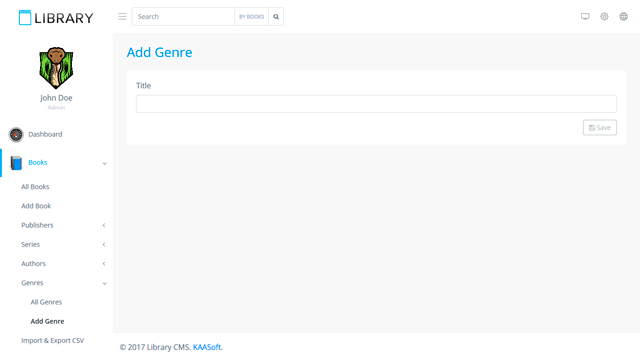 LIBRARY
Search
BY BOOKS
John Doe
Admin
Dashboard
Books
All Books
Add Book
Publishers
Series
Authors
Genres
All Genres
Add Genre
Import & Export CSV
Add Genre
Title
Save
© 2017 Library CMS. KAASoft.